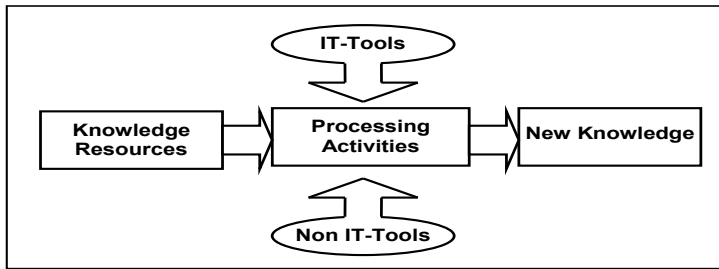 IT-Tools
Knowledge
Resources
Processing
Activities
New Knowledge
Non IT-Tools